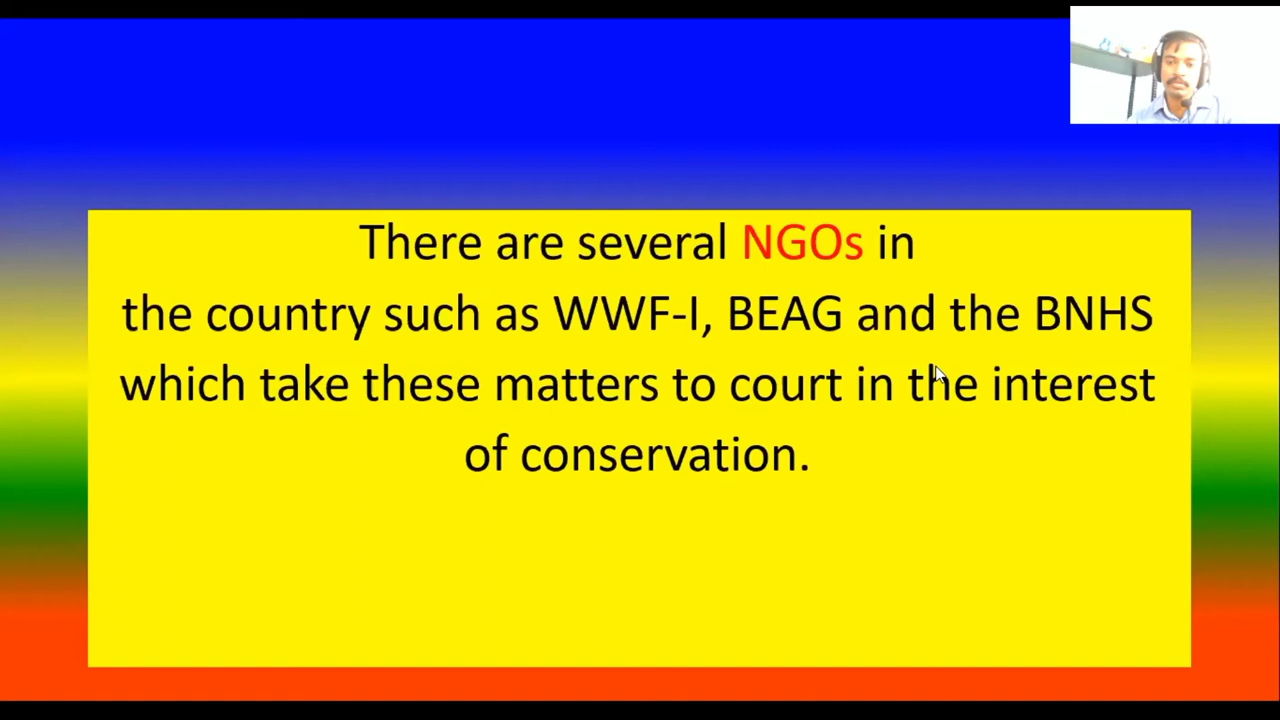 There are several NGOs in
the country such as WWF-I, BEAG and the BNHS
which take these matters to court in the interest
of conservation.